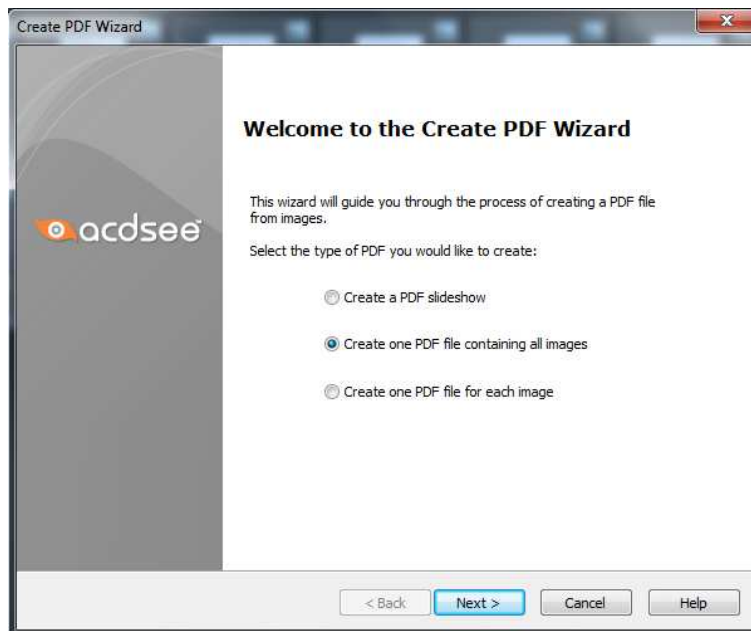 Create PDF Wizard
Welcome to the Create PDF Wizard
This wizard will guide you through the process of creating a PDF file
from images.
acdsee™
Select the type of PDF you would like to create:
Create a PDF slideshow
Create one PDF file containing all images
Create one PDF file for each image
< Back
Next >
Cancel
Help